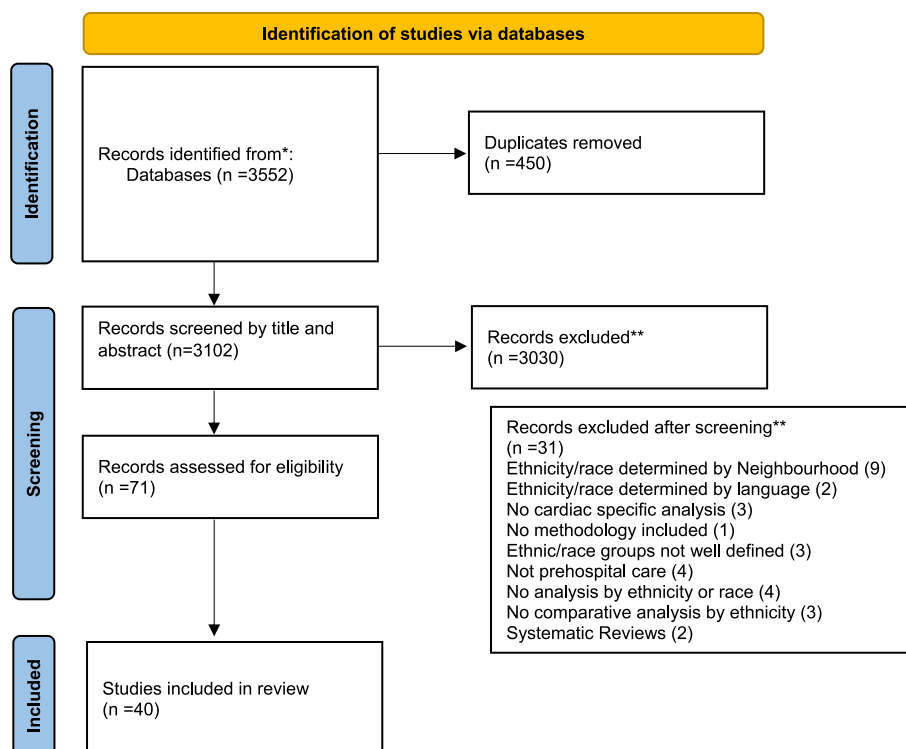 Identification of studies via databases
Identification
Records identified from*:
Databases (n =3552)
Duplicates removed
(n =450)
Screening
Records screened by title and
abstract (n=3102)
Records excluded**
(n =3030)
Records assessed for eligibility
(n =71)
Records excluded after screening**
(n =31)
Ethnicity/race determined by Neighbourhood (9)
Ethnicity/race determined by language (2)
No cardiac specific analysis (3)
No methodology included (1)
Ethnic/race groups not well defined (3)
Not prehospital care (4)
No analysis by ethnicity or race (4)
No comparative analysis by ethnicity (3)
Systematic Reviews (2)
Included
Studies included in review
(n =40)